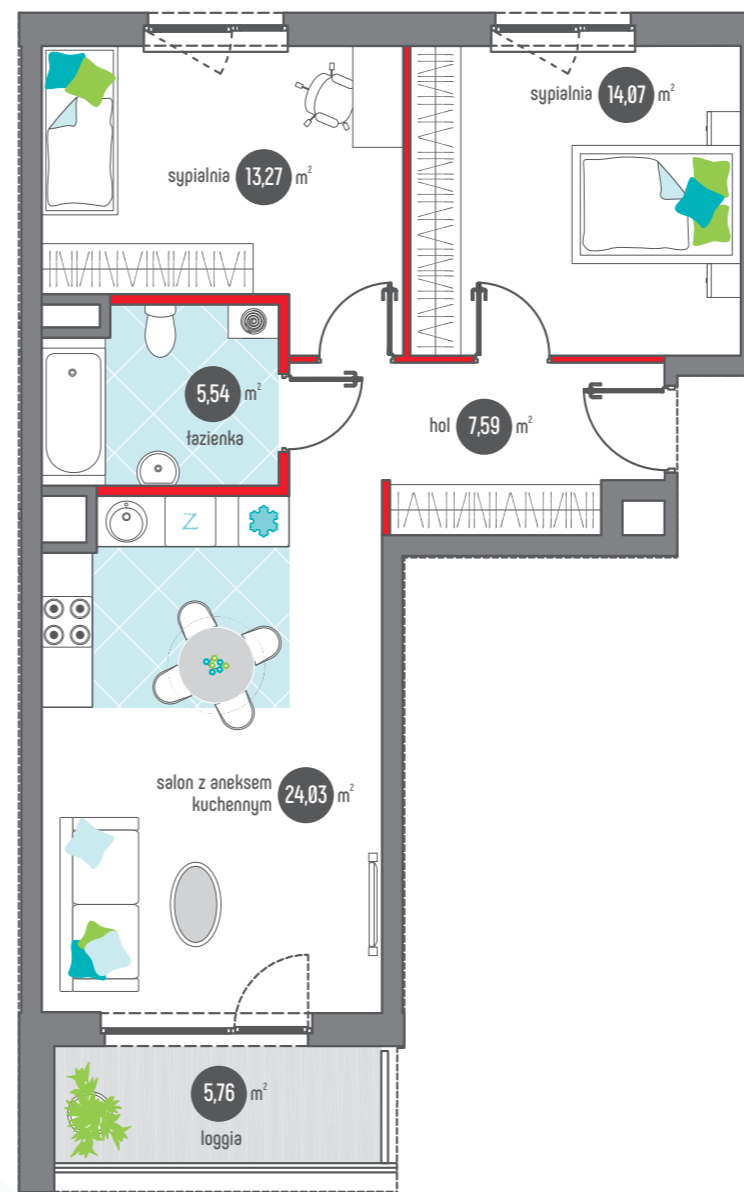 sypialnia 14,07 m²
sypialnia 13,27 m²
5,54 m²
łazienka
hol 7,59 m²
Z
salon z aneksem
kuchennym 24,03 m²
5,76 m²
loggia